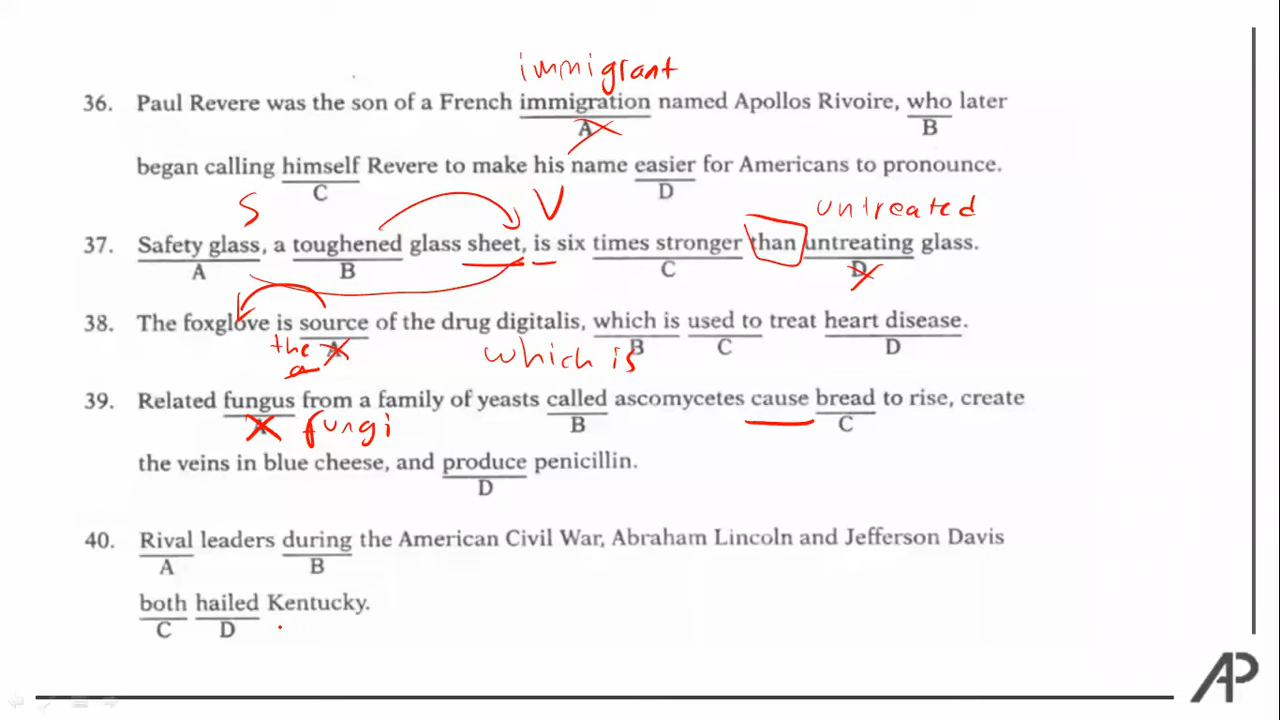 immigrant
36. Paul Revere was the son of a French immigration named Apollos Rivoire, who later
A B
began calling himself Revere to make his name easier for Americans to pronounce.
C D
S V untreated
37. Safety glass, a toughened glass sheet, is six times stronger than untreating glass.
A B C D
38. The foxglove is source of the drug digitalis, which is used to treat heart disease.
A B C D
the which is
a
39. Related fungus from a family of yeasts called ascomycetes cause bread to rise, create
A fungi B C
the veins in blue cheese, and produce penicillin.
D
40. Rival leaders during the American Civil War, Abraham Lincoln and Jefferson Davis
A B
both hailed Kentucky.
C D
AP